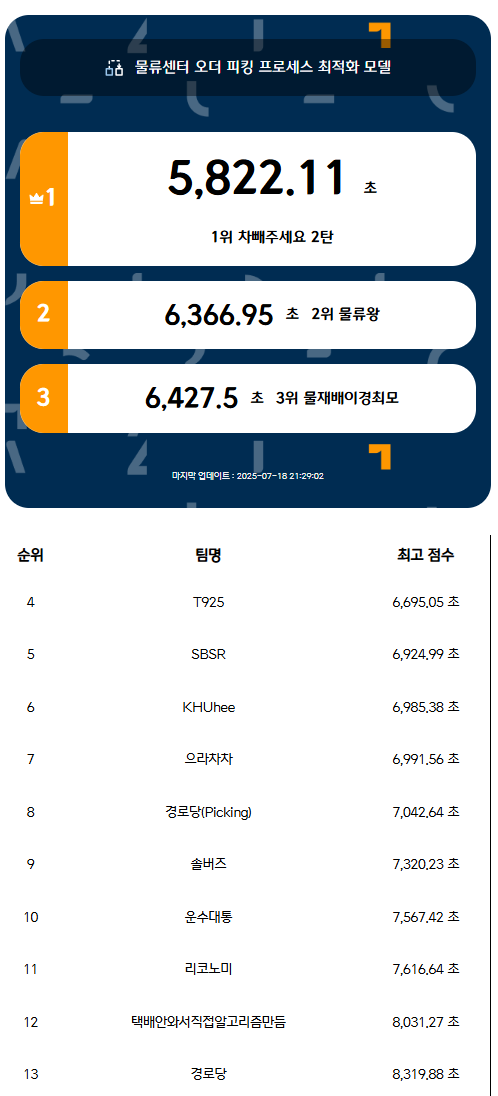 물류센터 오더 피킹 프로세스 최적화 모델
1
5,822.11 초
1위 차빼주세요 2탄
2
6,366.95 초 2위 물류왕
3
6,427.5 초 3위 물재배이경최모
마지막 업데이트 : 2025-07-18 21:29:02
순위 팀명 최고 점수
4 T925 6,695.05 초
5 SBSR 6,924.99 초
6 KHUhee 6,985.38 초
7 으라차차 6,991.56 초
8 경로당(Picking) 7,042.64 초
9 솔버즈 7,320.23 초
10 운수대통 7,567.42 초
11 리코노미 7,616.64 초
12 택배안와서직접알고리즘만듬 8,031.27 초
13 경로당 8,319.88 초